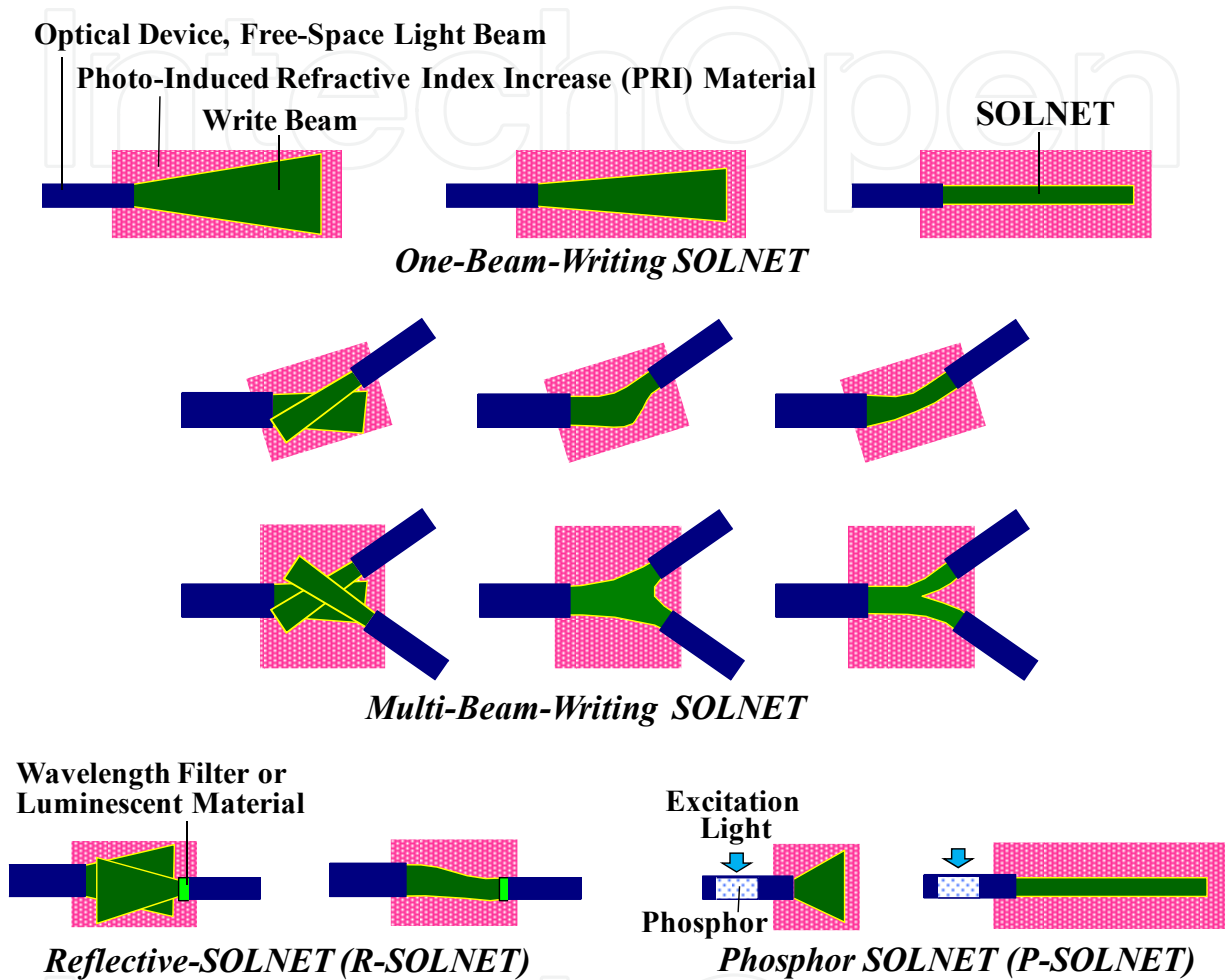 IntechOpen
Optical Device, Free-Space Light Beam
Photo-Induced Refractive Index Increase (PRI) Material
Write Beam
SOLNET
One-Beam-Writing SOLNET
Multi-Beam-Writing SOLNET
Wavelength Filter or
Luminescent Material
Excitation
Light
Phosphor
Reflective-SOLNET (R-SOLNET)
Phosphor SOLNET (P-SOLNET)